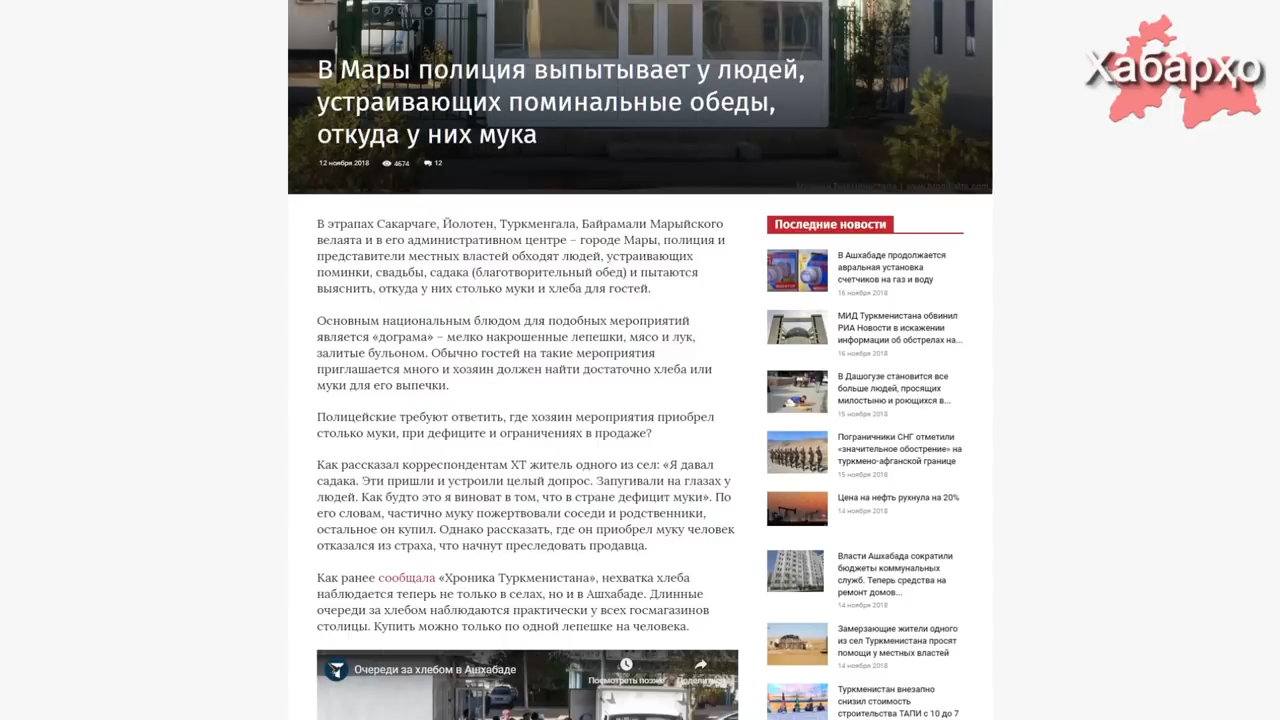 Хабарҳо
В Мары полиция выпытывает у людей,
устраивающих поминальные обеды,
откуда у них мука
12 ноября 2018 4674 12
В этрапах Сакарчаге, Йолотен, Туркменгала, Байрамали Марыйского
велаята и в его административном центре – городе Мары, полиция и
представители местных властей обходят людей, устраивающих
поминки, свадьбы, садака (благотворительный обед) и пытаются
выяснить, откуда у них столько муки и хлеба для гостей.
Основным национальным блюдом для подобных мероприятий
является «дограма» – мелко накрошенные лепешки, мясо и лук,
залитые бульоном. Обычно гостей на такие мероприятия
приглашается много и хозяин должен найти достаточно хлеба или
муки для его выпечки.
Полицейские требуют ответить, где хозяин мероприятия приобрел
столько муки, при дефиците и ограничениях в продаже?
Как рассказал корреспондентам ХТ житель одного из сел: «Я давал
садака. Эти пришли и устроили целый допрос. Запугивали на глазах у
людей. Как будто это я виноват в том, что в стране дефицит муки». По
его словам, частично муку пожертвовали соседи и родственники,
остальное он купил. Однако рассказать, где он приобрел муку человек
отказался из страха, что начнут преследовать продавца.
Как ранее сообщала «Хроника Туркменистана», нехватка хлеба
наблюдается теперь не только в селах, но и в Ашхабаде. Длинные
очереди за хлебом наблюдаются практически у всех госмагазинов
столицы. Купить можно только по одной лепешке на человека.
Очереди за хлебом в Ашхабаде
Посмотреть позже Поделиться
Последние новости
В Ашхабаде продолжается
авральная установка
счетчиков на газ и воду
16 ноября 2018
МИД Туркменистана обвинил
РИА Новости в искажении
информации об обстрелах на...
16 ноября 2018
В Дашогузе становится все
больше людей, просящих
милостыню и роющихся в...
15 ноября 2018
Пограничники СНГ отметили
«значительное обострение» на
туркмено-афганской границе
15 ноября 2018
Цена на нефть рухнула на 20%
14 ноября 2018
Власти Ашхабада сократили
бюджеты коммунальных
служб. Теперь средства на
ремонт домов...
14 ноября 2018
Замерзающие жители одного
из сел Туркменистана просят
помощи у местных властей
14 ноября 2018
Туркменистан внезапно
снизил стоимость
строительства ТАПИ с 10 до 7